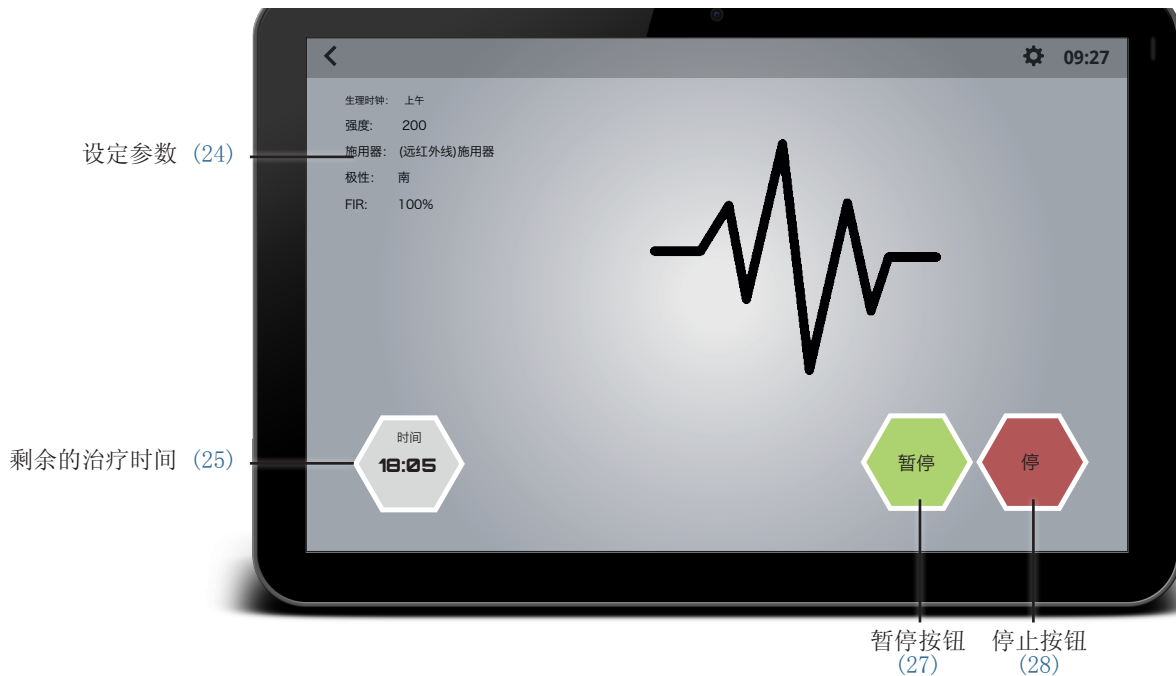 09:27
生理时钟: 上午
强度: 200
设定参数 (24)
施用器: (远红外线)施用器
极性: 南
FIR: 100%
时间
18:05
剩余的治疗时间 (25)
暂停
停
暂停按钮
(27)
停止按钮
(28)